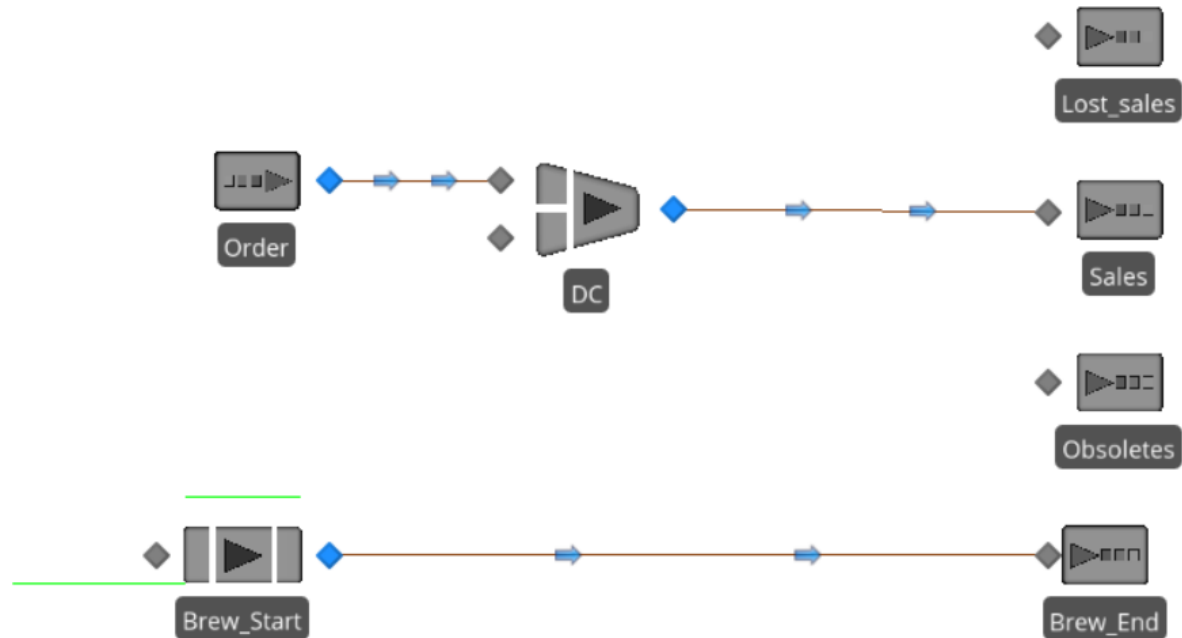 Lost_sales
Order
DC
Sales
Obsoletes
Brew_Start
Brew_End